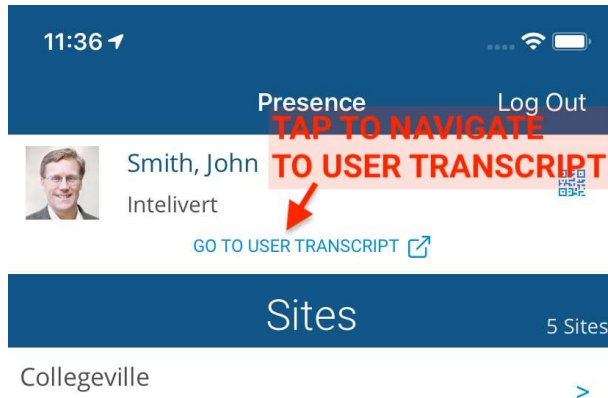 11:36
Presence Log Out
TAP TO NAVIGATE
TO USER TRANSCRIPT
Smith, John
Intelivert
GO TO USER TRANSCRIPT
Sites 5 Sites
Collegeville >